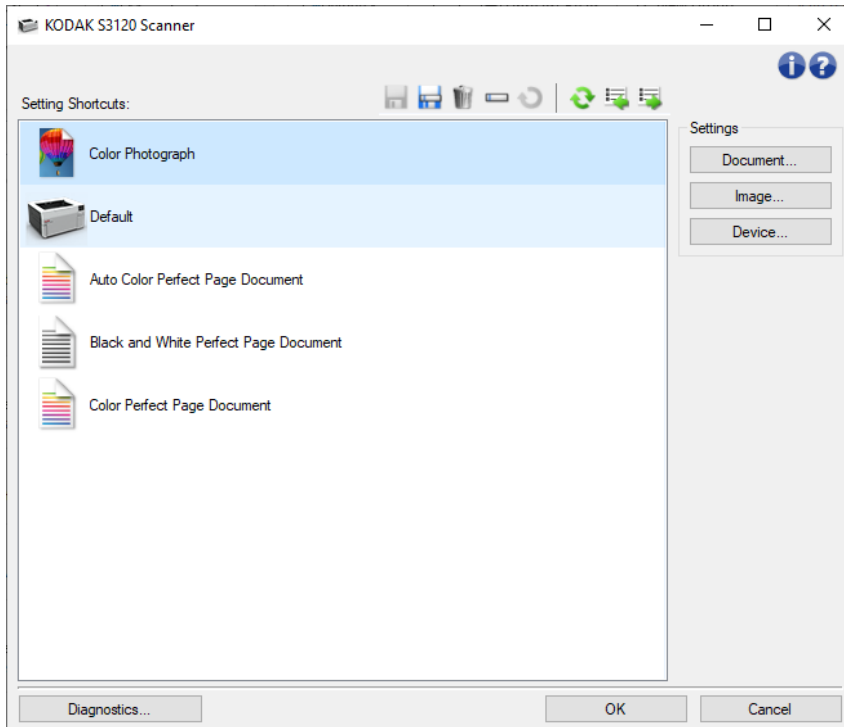 KODAK S3120 Scanner
Setting Shortcuts:
Color Photograph
Default
Auto Color Perfect Page Document
Black and White Perfect Page Document
Color Perfect Page Document
Settings
Document...
Image...
Device...
Diagnostics...
OK
Cancel